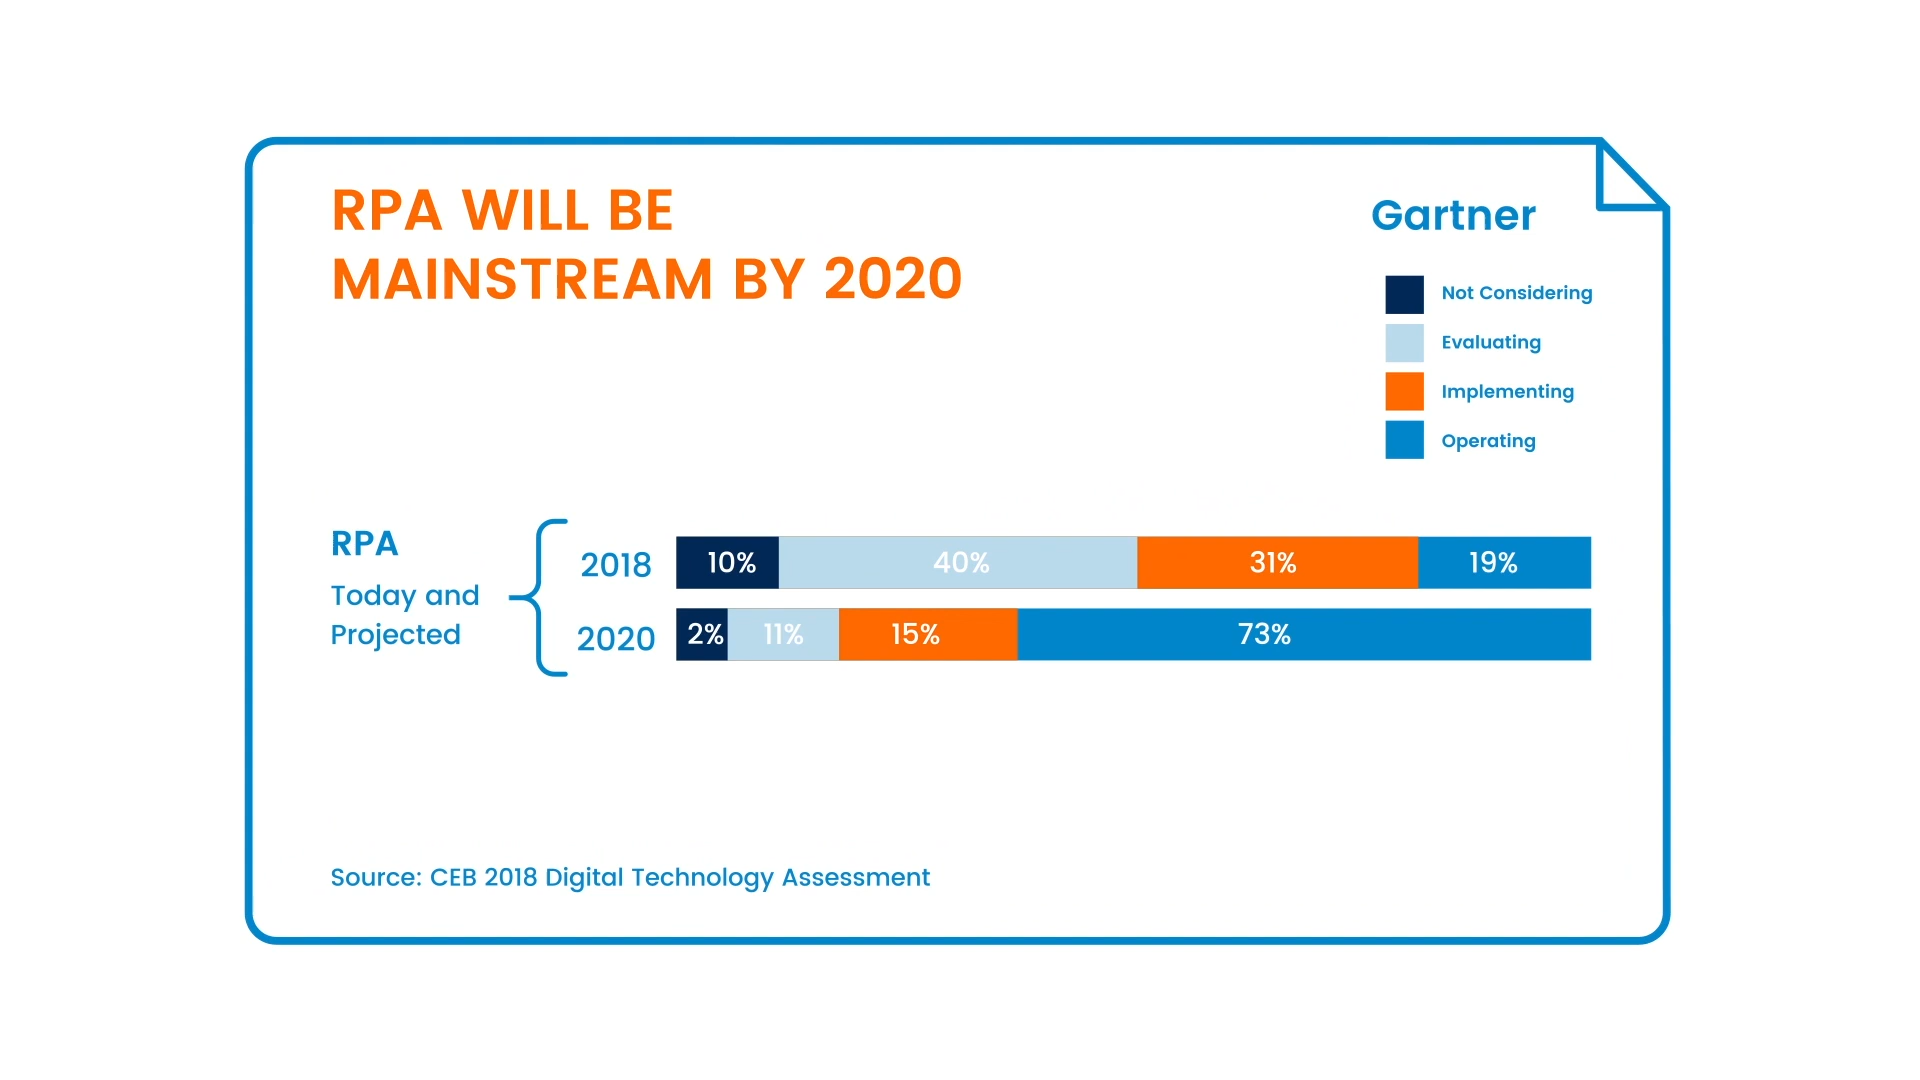 RPA WILL BE
MAINSTREAM BY 2020
Gartner
Not Considering
Evaluating
Implementing
Operating
RPA
Today and
Projected
2018
10% 40% 31% 19%
2020
2% 11% 15% 73%
Source: CEB 2018 Digital Technology Assessment